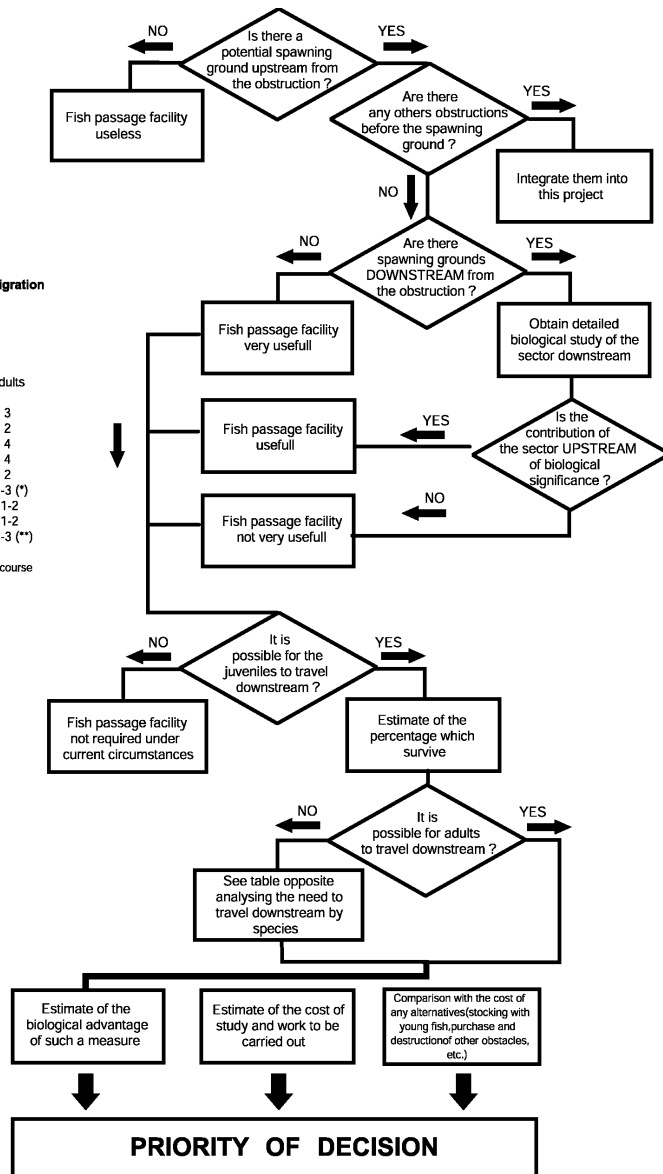 NO
Is there a
YES
potential spawning
ground upstream from
the obstruction ?
Fish passage facility
useless
Are there
any others obstructions
before the spawning
ground ?
YES
Integrate them into
this project
NO
NO
Are there
spawning grounds
DOWNSTREAM from
the obstruction ?
YES
igration
Fish passage facility
very usefull
Obtain detailed
biological study of the
sector downstream
dults
3
2
4
4
2
-3 (*)
1-2
1-2
-3 (**)
course
Fish passage facility
usefull
YES
Is the
contribution of
the sector UPSTREAM
of biological
significance ?
Fish passage facility
not very usefull
NO
NO
It is
possible for the
juveniles to travel
downstream ?
YES
Fish passage facility
not required under
current circumstances
Estimate of the
percentage which
survive
NO
It is
possible for adults
to travel downstream ?
YES
See table opposite
analysing the need to
travel downstream by
species
Estimate of the
biological advantage
of such a measure
Estimate of the cost of
study and work to be
carried out
Comparison with the cost of
any alternatives(stocking with
young fish,purchase and
destructionof other obstacles,
etc.)
PRIORITY OF DECISION